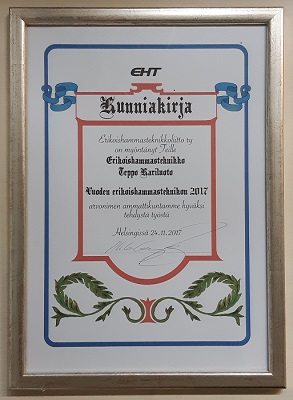 EHT
Kunniakirja
Erikoishammasteknikkoliitto ry
on myöntänyt Teille
Erikoishammasteknikko
Teppo Kariluoto
Vuoden erikoishammasteknikon 2017
arvonimen ammattikuntamme hyväksi
tehdystä työstä
Helsingissä 24.11.2017